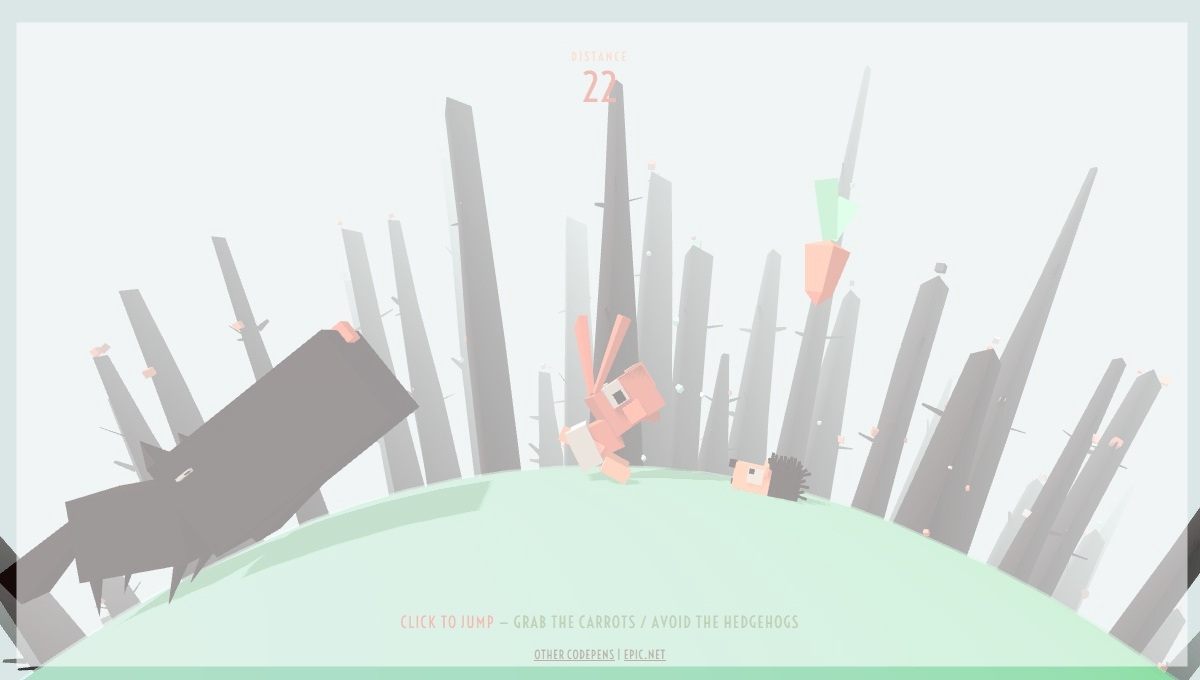 DISTANCE
22
CLICK TO JUMP – GRAB THE CARROTS / AVOID THE HEDGEHOGS
OTHER CODEPENS | EPIC.NET